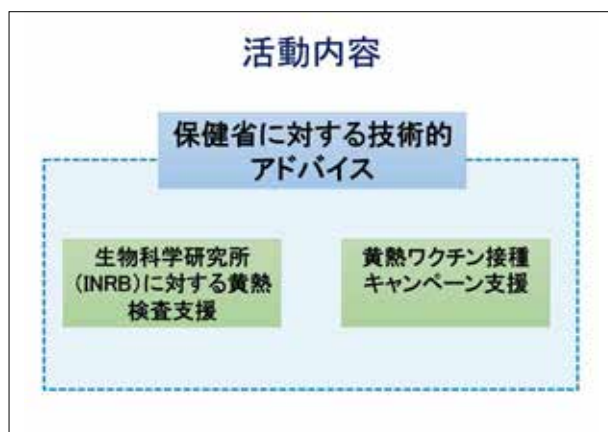 活動内容
保健省に対する技術的
アドバイス
生物科学研究所
(INRB)に対する黄熱
検査支援
黄熱ワクチン接種
キャンペーン支援